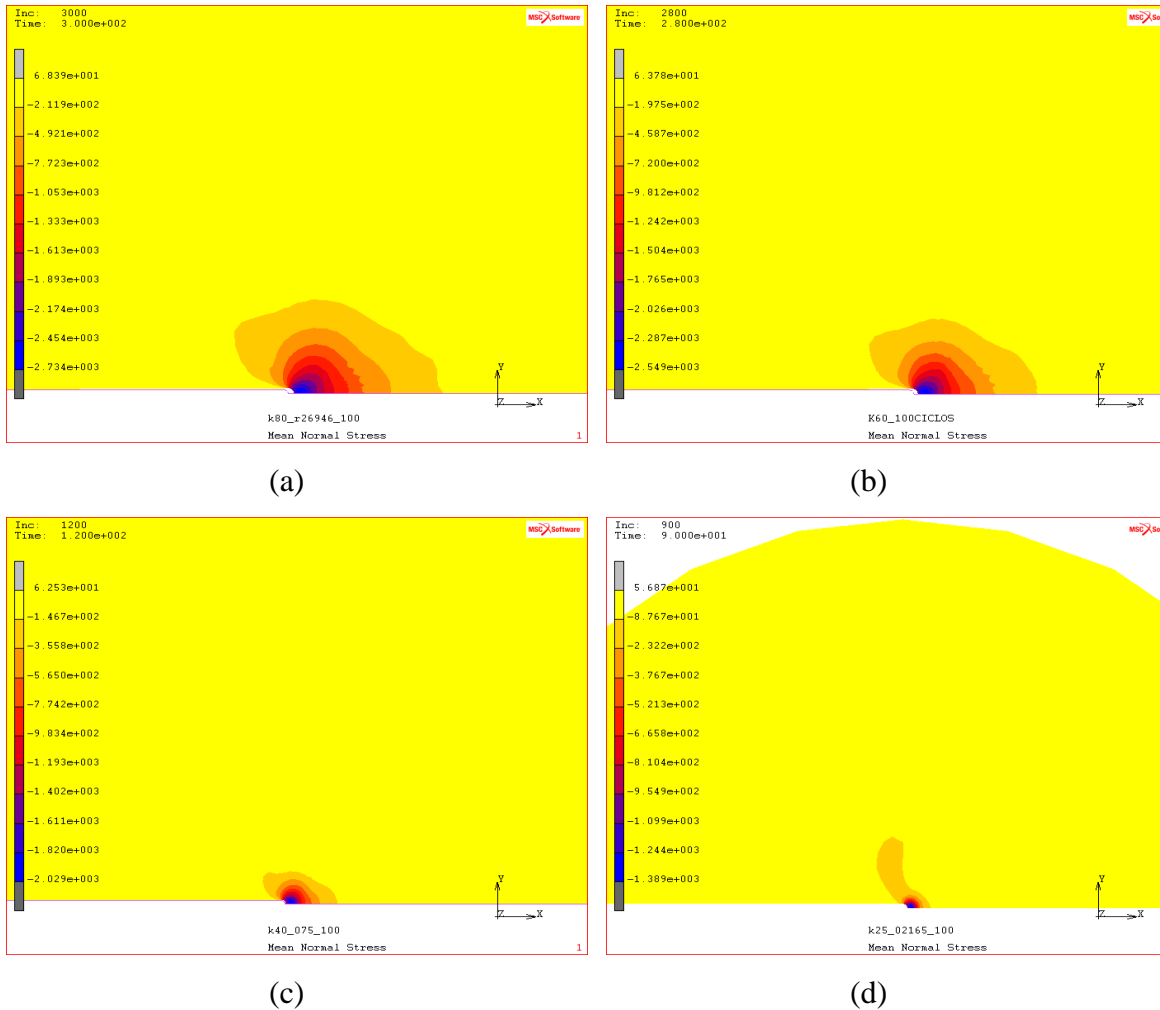 Inc: 3000
Time: 3.000e+002
MSC Software
6.839e+001
-2.119e+002
-4.921e+002
-7.723e+002
-1.053e+003
-1.333e+003
-1.613e+003
-1.893e+003
-2.174e+003
-2.454e+003
-2.734e+003
Y
Z X
k80_r26946_100
Mean Normal Stress
1
(a)
Inc: 2800
Time: 2.800e+002
MSC So
6.378e+001
-1.975e+002
-4.587e+002
-7.200e+002
-9.812e+002
-1.242e+003
-1.504e+003
-1.765e+003
-2.026e+003
-2.287e+003
-2.549e+003
Y
Z X
K60_100CICLOS
Mean Normal Stress
(b)
Inc: 1200
Time: 1.200e+002
MSC Software
6.253e+001
-1.467e+002
-3.558e+002
-5.650e+002
-7.742e+002
-9.834e+002
-1.193e+003
-1.402e+003
-1.611e+003
-1.820e+003
-2.029e+003
Y
Z X
k40_075_100
Mean Normal Stress
1
(c)
Inc: 900
Time: 9.000e+001
MSC So
5.687e+001
-8.767e+001
-2.322e+002
-3.767e+002
-5.213e+002
-6.658e+002
-8.104e+002
-9.549e+002
-1.099e+003
-1.244e+003
-1.389e+003
Y
Z X
k25_02165_100
Mean Normal Stress
(d)